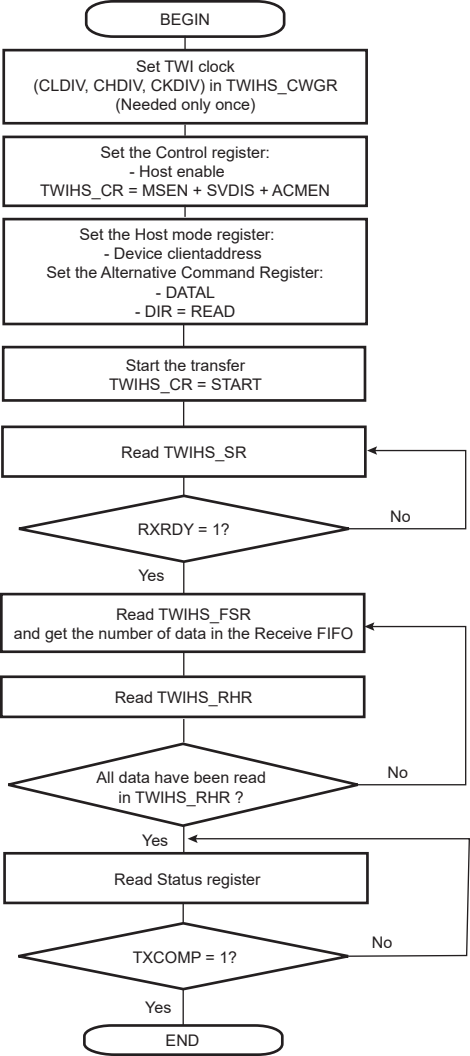 BEGIN
Set TWI clock
(CLDIV, CHDIV, CKDIV) in TWIHS_CWGR
(Needed only once)
Set the Control register:
- Host enable
TWIHS_CR = MSEN + SVDIS + ACMEN
Set the Host mode register:
- Device clientaddress
Set the Alternative Command Register:
- DATAL
- DIR = READ
Start the transfer
TWIHS_CR = START
Read TWIHS_SR
No
RXRDY = 1?
Yes
Read TWIHS_FSR
and get the number of data in the Receive FIFO
Read TWIHS_RHR
No
All data have been read
in TWIHS_RHR ?
Yes
Read Status register
No
TXCOMP = 1?
Yes
END